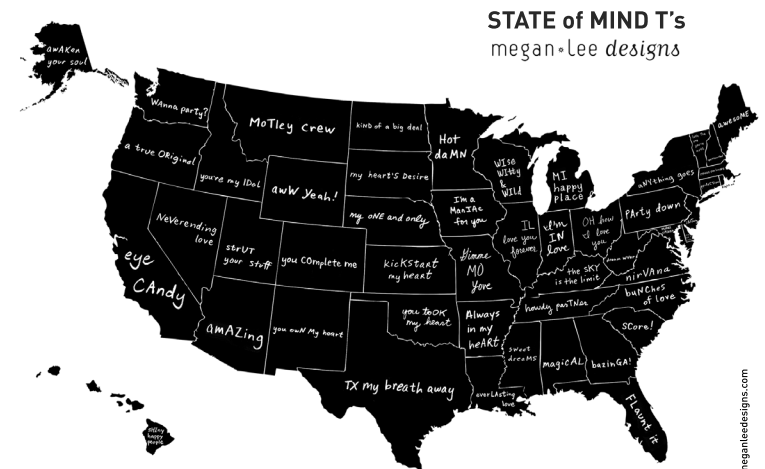 STATE of MIND T's
megan·Lee designs
awAKen
your soul
WAnna party?
MoTley crew
kiND of a big deal
Hot
daMN
awesoME
a true ORiginal
you're my IDol
my heart'S Desire
WIse
WItty
&
WIld
MI
happy
place
aNYthing goes
awW Yeah!
I'm a
ManIAc
for you
PArty down
NeVerending
love
my oNE and only
IL
love you
forever
I'm
IN
love
OH how
I love
you
eye
CAndy
strUT
your stuff
you COmplete me
kicKStart
my heart
Gimme
MO
love
the SKY
is the limit
nirVAna
amAZing
you owN My heart
you toOK
my heart
Always
in my
heARt
howdy parTNer
buNChes
of love
SCore!
sweet
dreaMS
magicAL
bazinGA!
TX my breath away
everLAsting
love
FLaunt it
happy
people
meganleedesigns.com